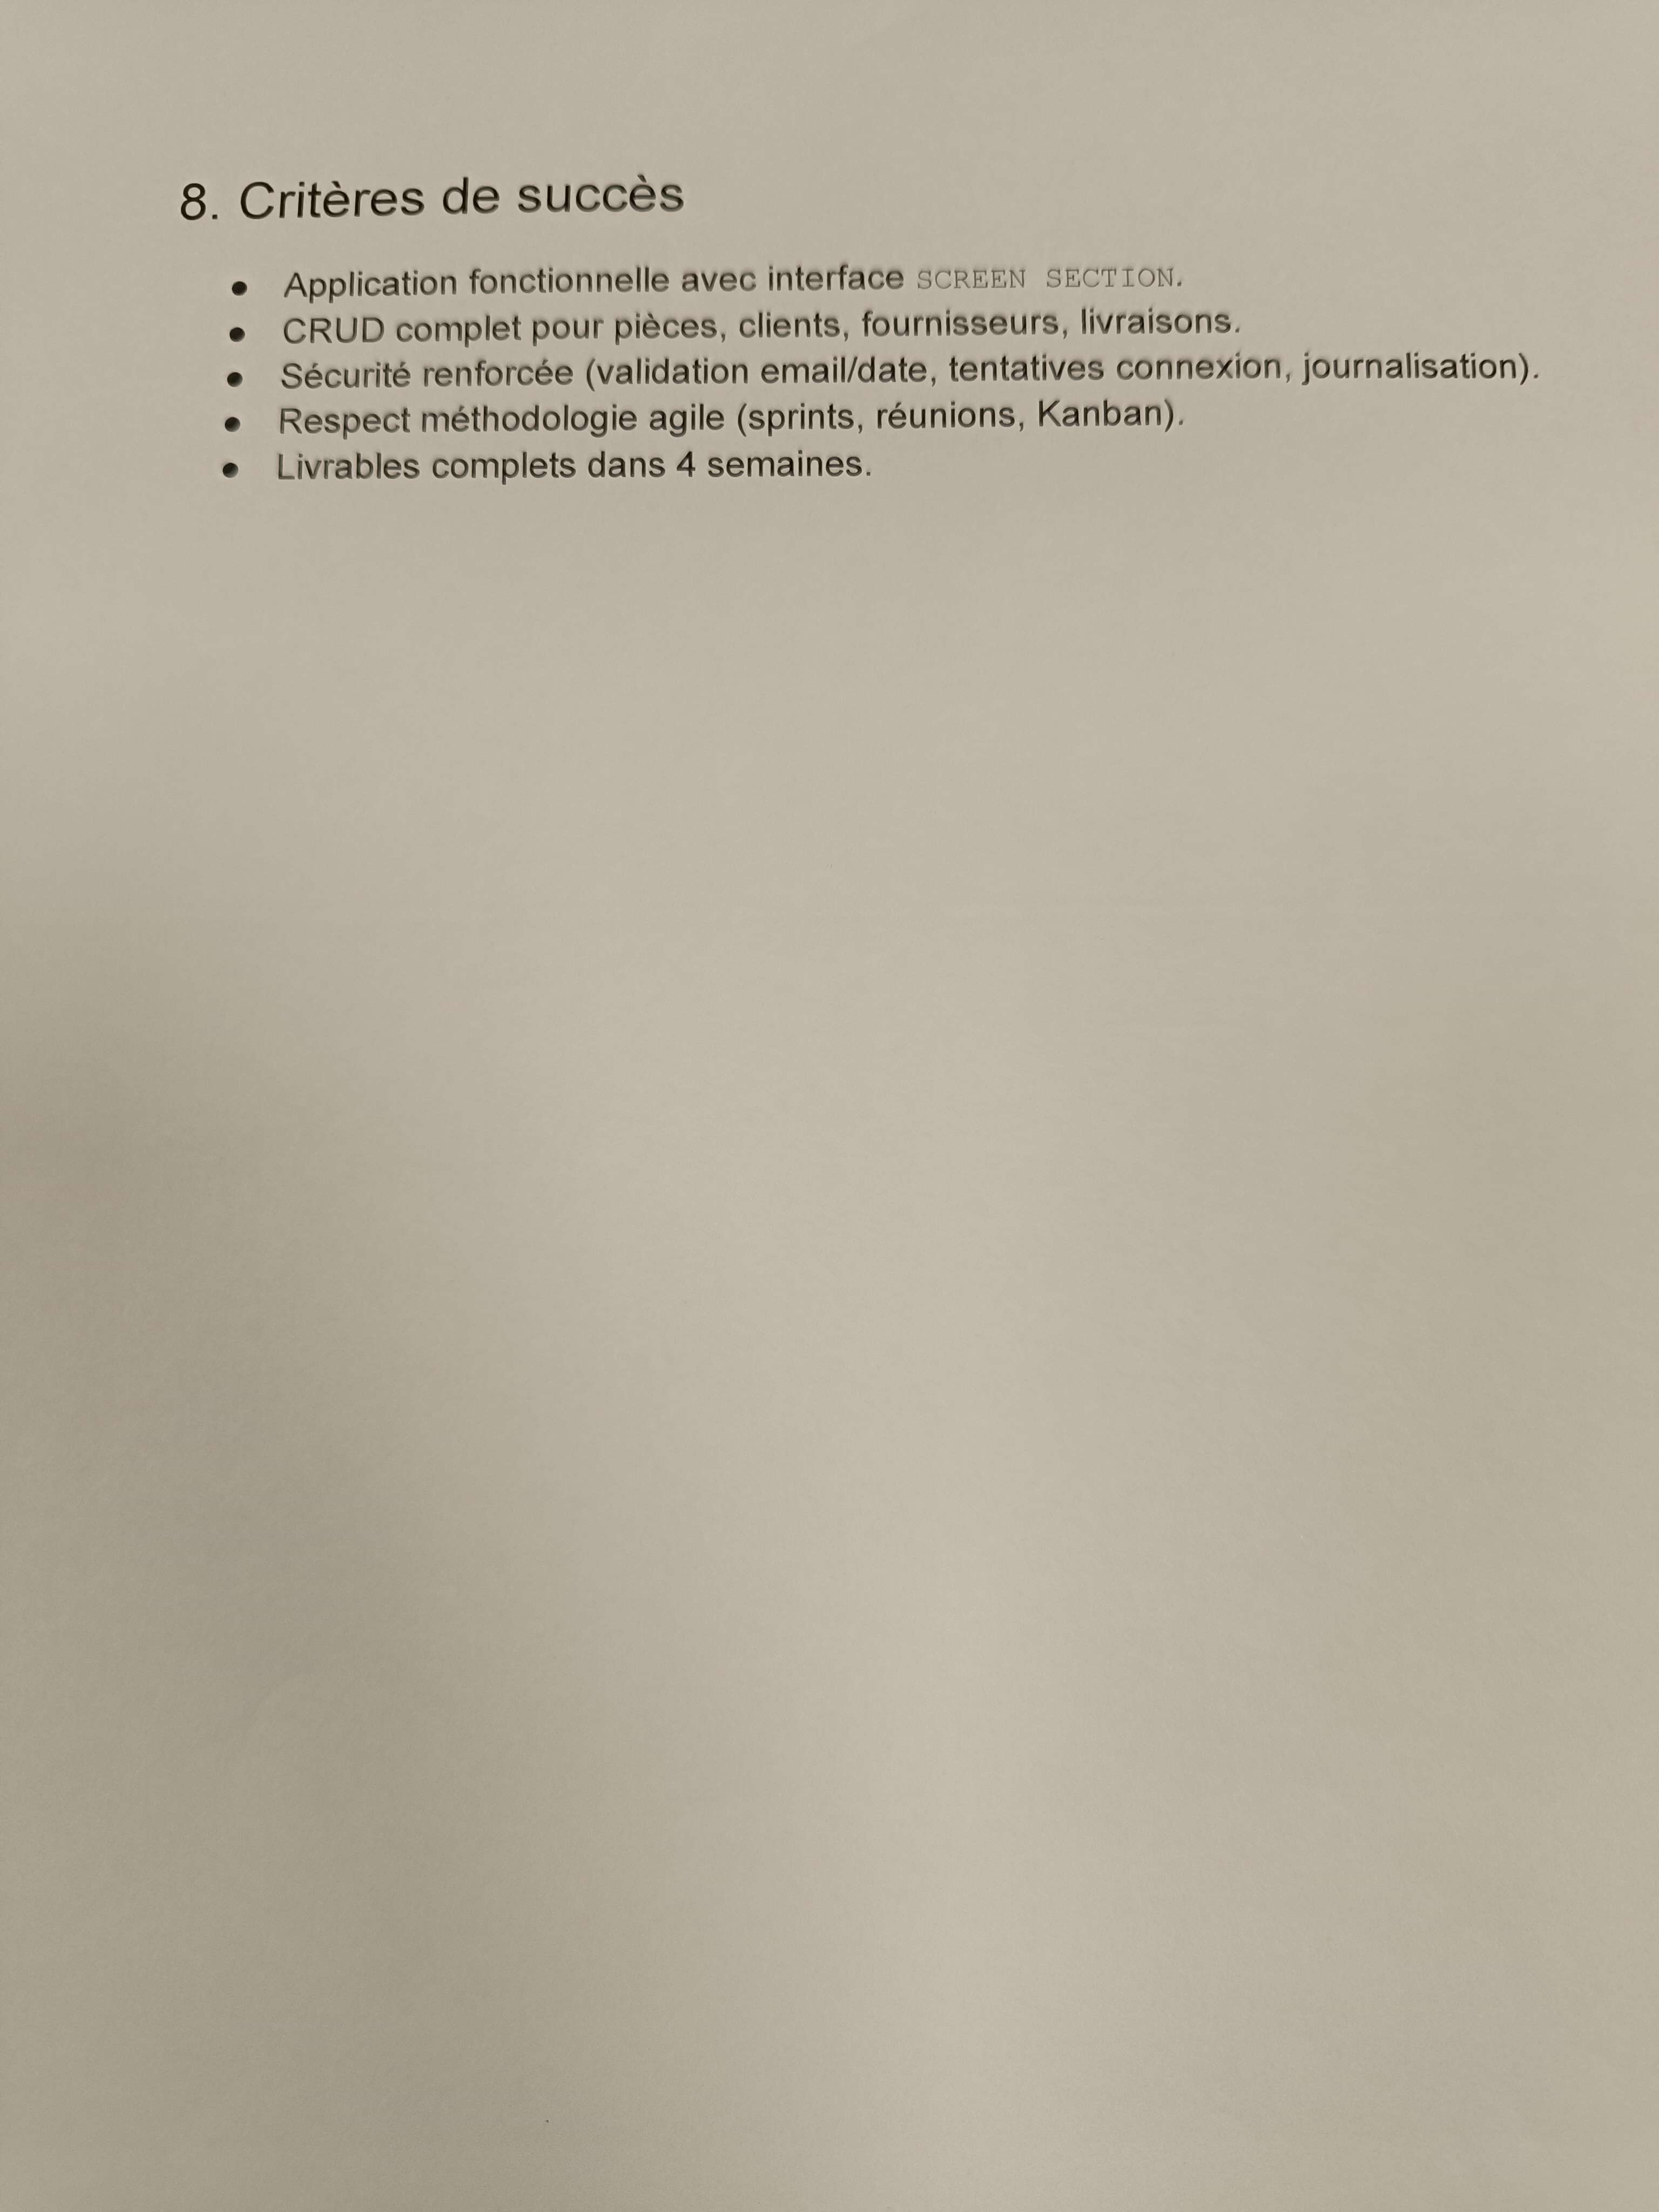 8. Critères de succès
• Application fonctionnelle avec interface SCREEN SECTION.
• CRUD complet pour pièces, clients, fournisseurs, livraisons.
• Sécurité renforcée (validation email/date, tentatives connexion, journalisation).
• Respect méthodologie agile (sprints, réunions, Kanban).
• Livrables complets dans 4 semaines.